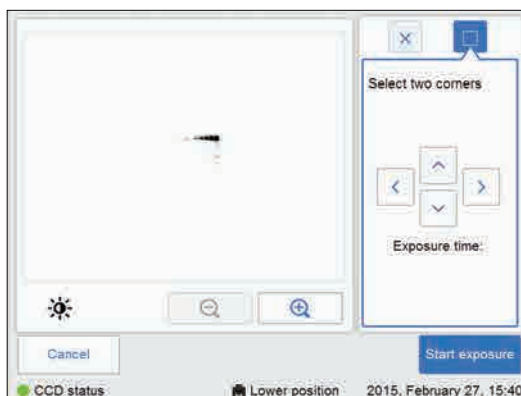 Select two corners
Exposure time:
Cancel
Start exposure
CCD status
Lower position
2015, February 27, 15:40